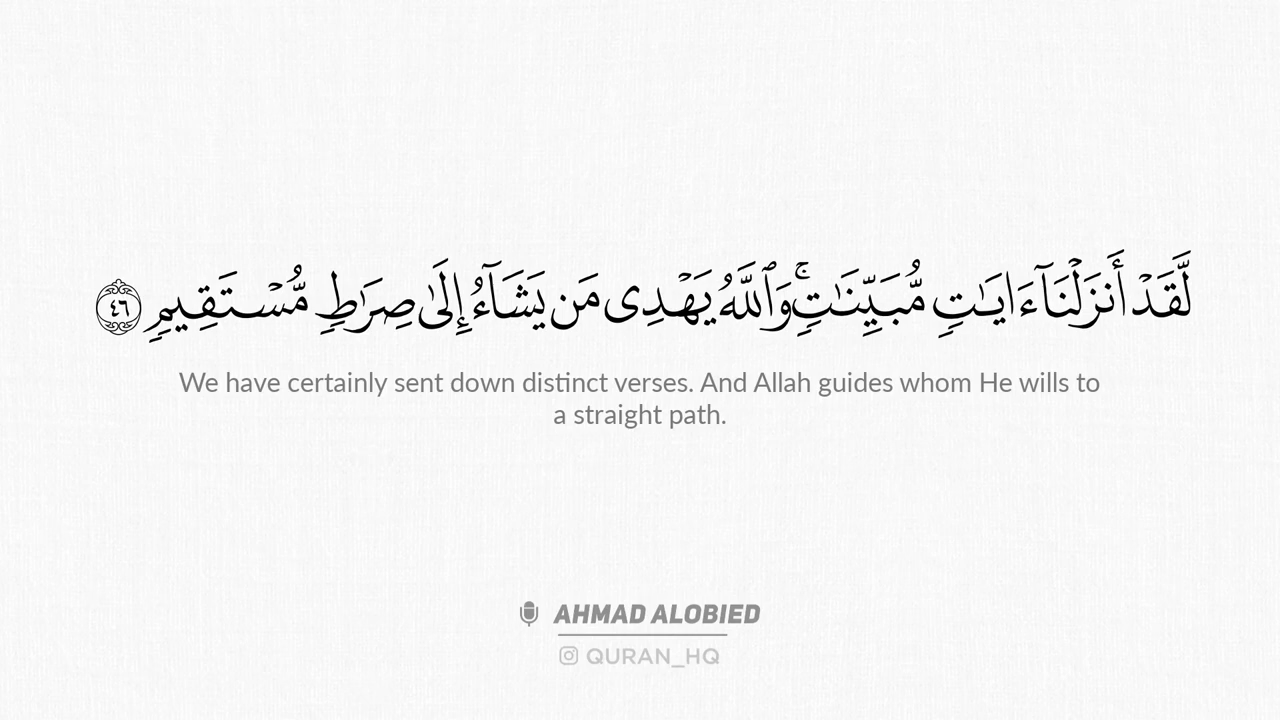 لَّقَدْ أَنزَلْنَآ ءَايَـٰتٍ مُّبَيِّنَـٰتٍ ۚ وَٱللَّهُ يَهْدِى مَن يَشَآءُ إِلَىٰ صِرَٰطٍ مُّسْتَقِيمٍ ٤٦
We have certainly sent down distinct verses. And Allah guides whom He wills to
a straight path.
AHMAD ALOBIED
QURAN_HQ